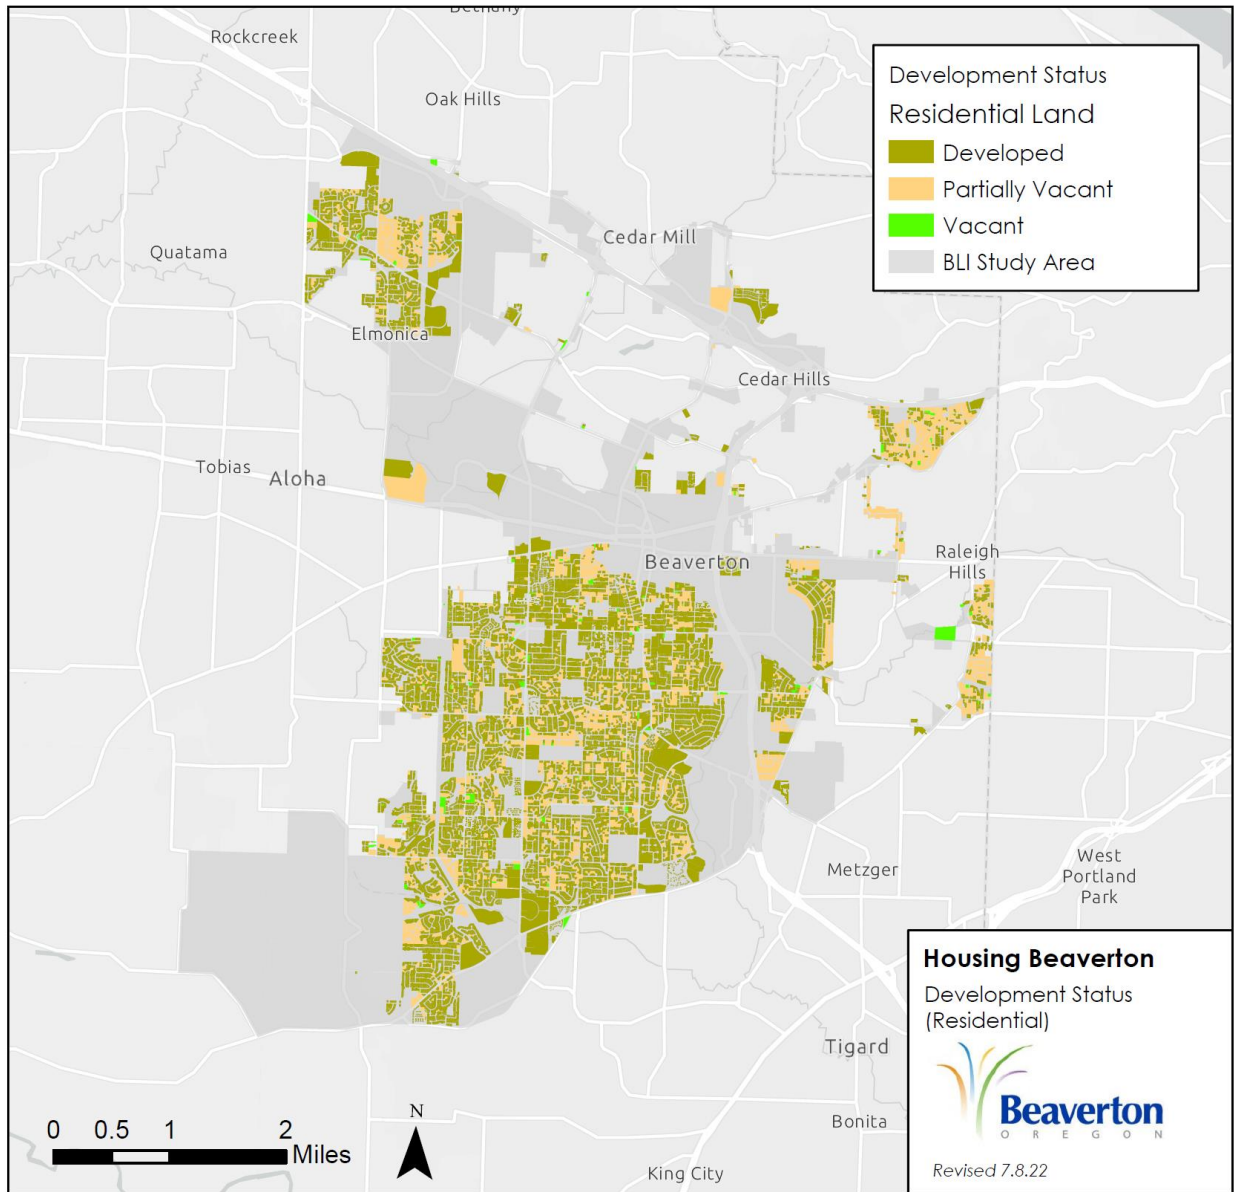 Bethany
Rockcreek
Oak Hills
Development Status
Residential Land
Developed
Partially Vacant
Vacant
BLI Study Area
Cedar Mill
Quatama
Elmonica
Cedar Hills
Tobias
Aloha
Beaverton
Raleigh
Hills
Metzger
West
Portland
Park
Housing Beaverton
Development Status
(Residential)
Beaverton
OREGON
Revised 7.8.22
Tigard
Bonita
King City
N
0 0.5 1 2
Miles